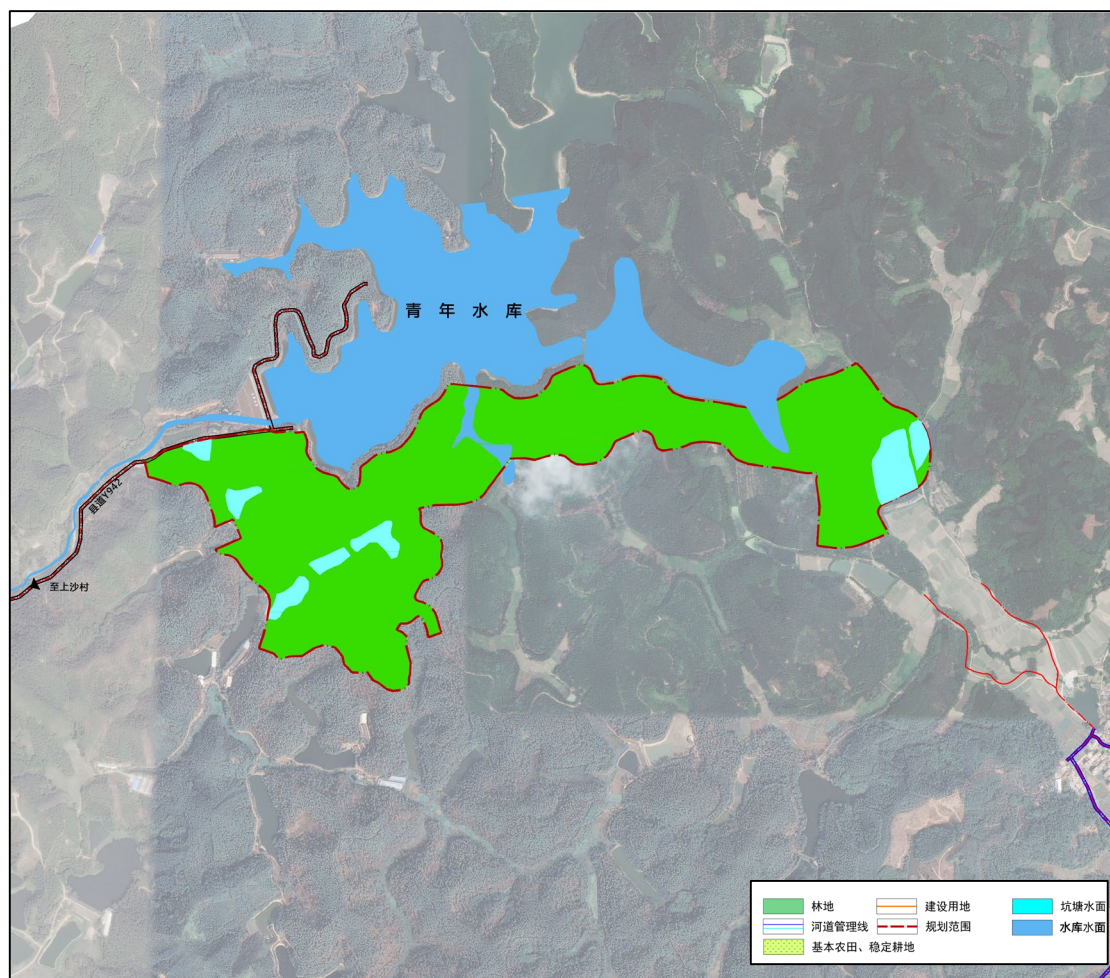 青年水库
县道Y942
至上沙村
林地
建设用地
坑塘水面
河道管理线
规划范围
水库水面
基本农田、稳定耕地